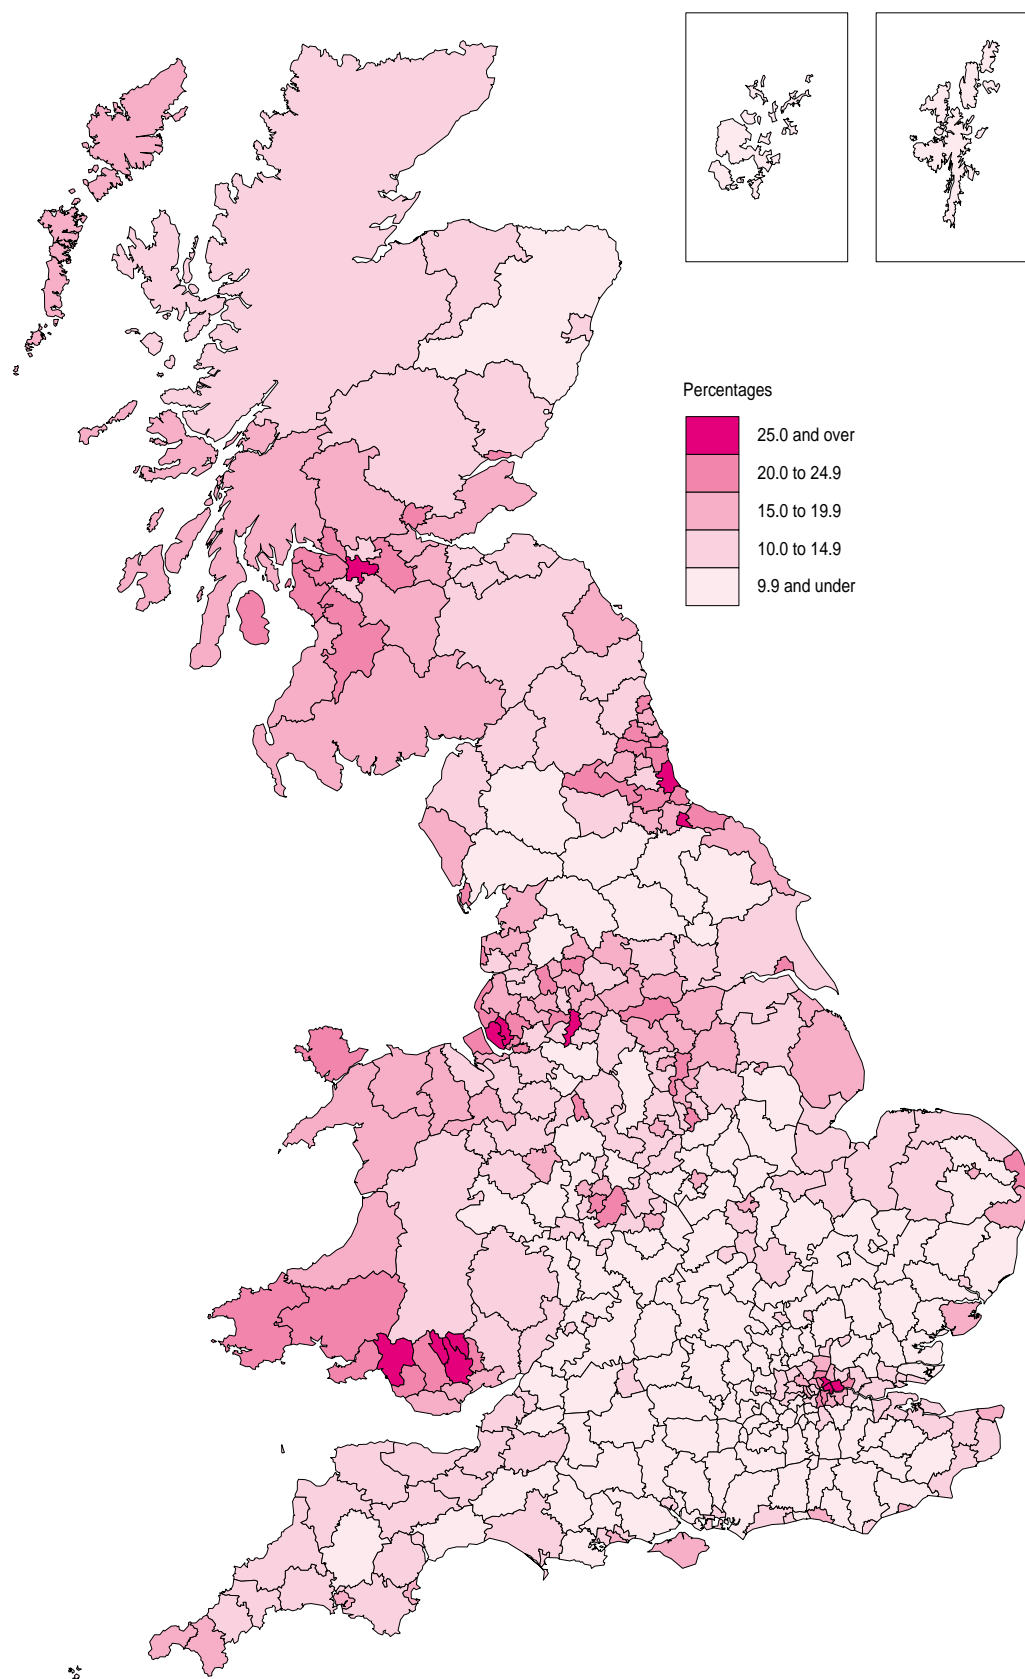 Percentages
25.0 and over
20.0 to 24.9
15.0 to 19.9
10.0 to 14.9
9.9 and under